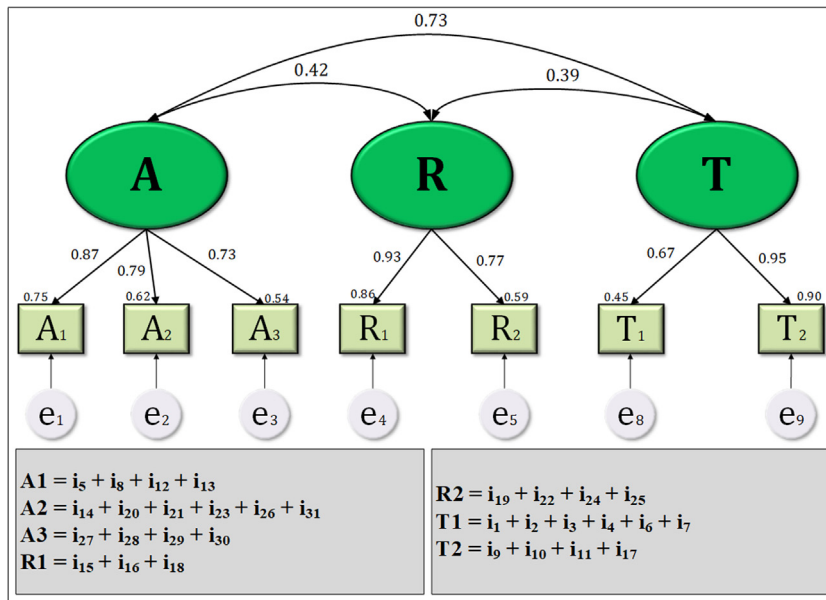 0.73
0.42
0.39
A
R
T
0.87
0.79
0.73
0.93
0.77
0.67
0.95
0.75
0.62
0.54
0.86
0.59
0.45
0.90
A₁
A₂
A₃
R₁
R₂
T₁
T₂
e₁
e₂
e₃
e₄
e₅
e₈
e₉
A1 = i₅ + i₈ + i₁₂ + i₁₃
A2 = i₁₄ + i₂₀ + i₂₁ + i₂₃ + i₂₆ + i₃₁
A3 = i₂₇ + i₂₈ + i₂₉ + i₃₀
R1 = i₁₅ + i₁₆ + i₁₈
R2 = i₁₉ + i₂₂ + i₂₄ + i₂₅
T1 = i₁ + i₂ + i₃ + i₄ + i₆ + i₇
T2 = i₉ + i₁₀ + i₁₁ + i₁₇